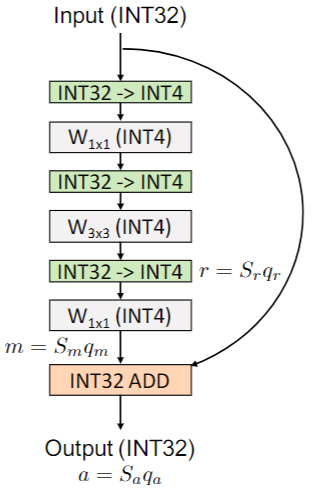 Input (INT32)
INT32 -> INT4
W1x1 (INT4)
INT32 -> INT4
W3x3 (INT4)
INT32 -> INT4
r = Srqr
W1x1 (INT4)
m = Smqm
INT32 ADD
Output (INT32)
a = Saqa